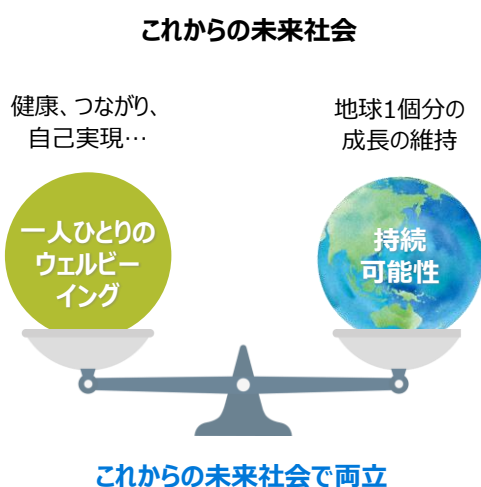 これからの未来社会
健康、つながり、
自己実現…
地球1個分の
成長の維持
一人ひとりの
ウェルビー
イング
持続
可能性
これからの未来社会で両立